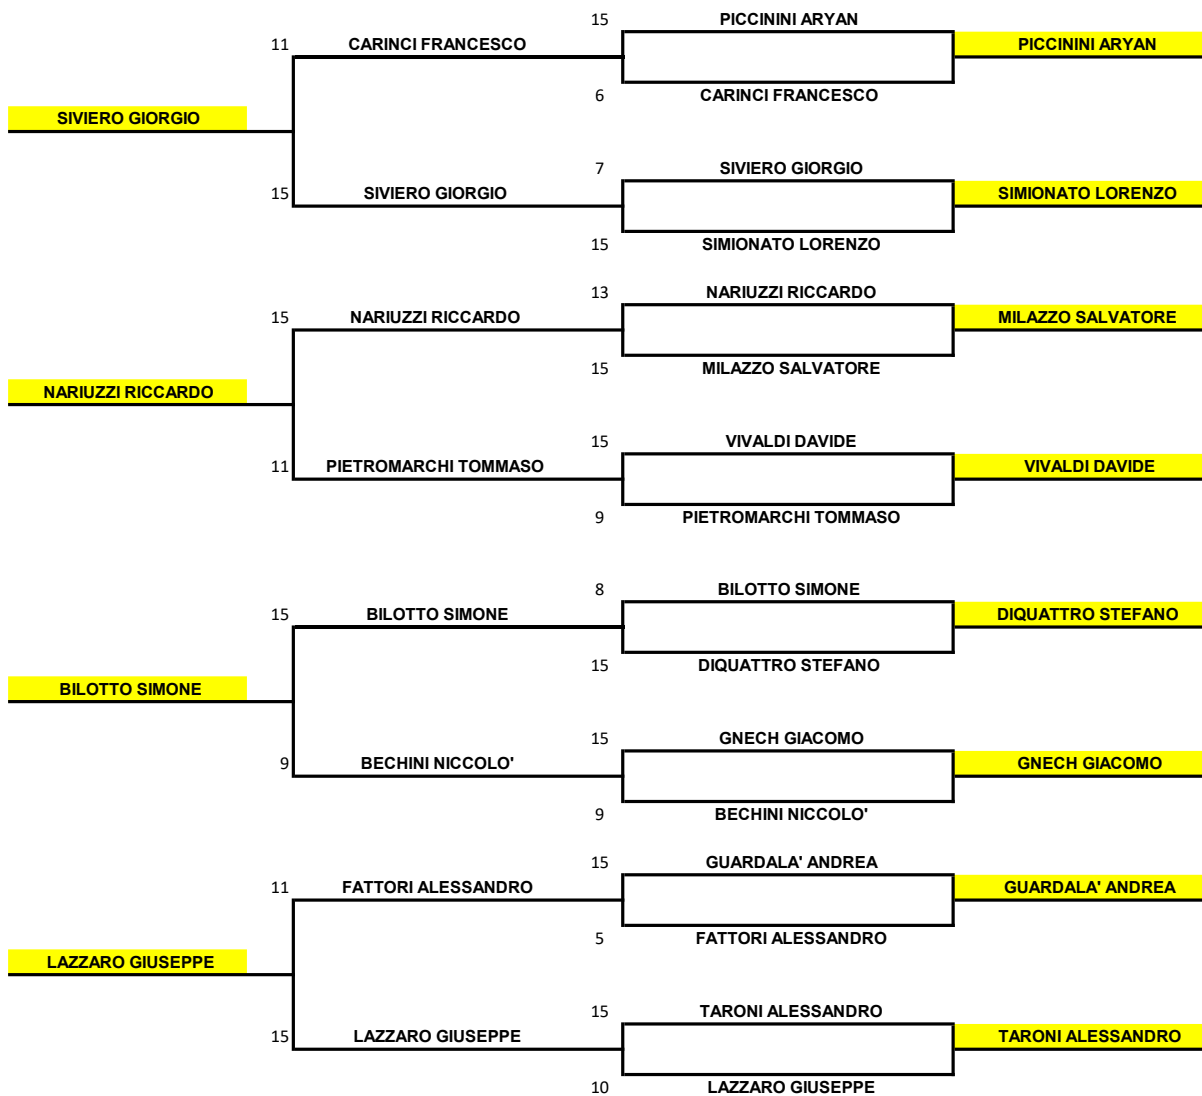 15 PICCININI ARYAN
11 CARINCI FRANCESCO PICCININI ARYAN
6 CARINCI FRANCESCO
SIVIERO GIORGIO
7 SIVIERO GIORGIO
15 SIVIERO GIORGIO SIMIONATO LORENZO
15 SIMIONATO LORENZO
13 NARIUZZI RICCARDO
15 NARIUZZI RICCARDO MILAZZO SALVATORE
15 MILAZZO SALVATORE
NARIUZZI RICCARDO
15 VIVALDI DAVIDE
11 PIETROMARCHI TOMMASO VIVALDI DAVIDE
9 PIETROMARCHI TOMMASO
8 BILOTTO SIMONE
15 BILOTTO SIMONE DIQUATTRO STEFANO
15 DIQUATTRO STEFANO
BILOTTO SIMONE
15 GNECH GIACOMO
9 BECHINI NICCOLO' GNECH GIACOMO
9 BECHINI NICCOLO'
15 GUARDALA' ANDREA
11 FATTORI ALESSANDRO GUARDALA' ANDREA
5 FATTORI ALESSANDRO
LAZZARO GIUSEPPE
15 TARONI ALESSANDRO
15 LAZZARO GIUSEPPE TARONI ALESSANDRO
10 LAZZARO GIUSEPPE